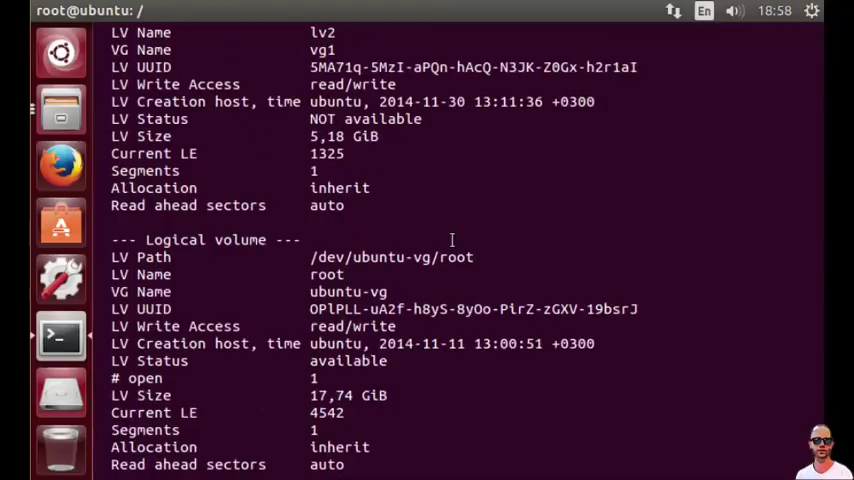 root@ubuntu: /
En
18:58
LV Name lv2
VG Name vg1
LV UUID 5MA71q-5MzI-aPQn-hAcQ-N3JK-Z0Gx-h2r1aI
LV Write Access read/write
LV Creation host, time ubuntu, 2014-11-30 13:11:36 +0300
LV Status NOT available
LV Size 5,18 GiB
Current LE 1325
Segments 1
Allocation inherit
Read ahead sectors auto
--- Logical volume ---
LV Path /dev/ubuntu-vg/root
LV Name root
VG Name ubuntu-vg
LV UUID OPlPLL-uA2f-h8yS-8yOo-PirZ-zGXV-19bsrJ
LV Write Access read/write
LV Creation host, time ubuntu, 2014-11-11 13:00:51 +0300
LV Status available
# open 1
LV Size 17,74 GiB
Current LE 4542
Segments 1
Allocation inherit
Read ahead sectors auto